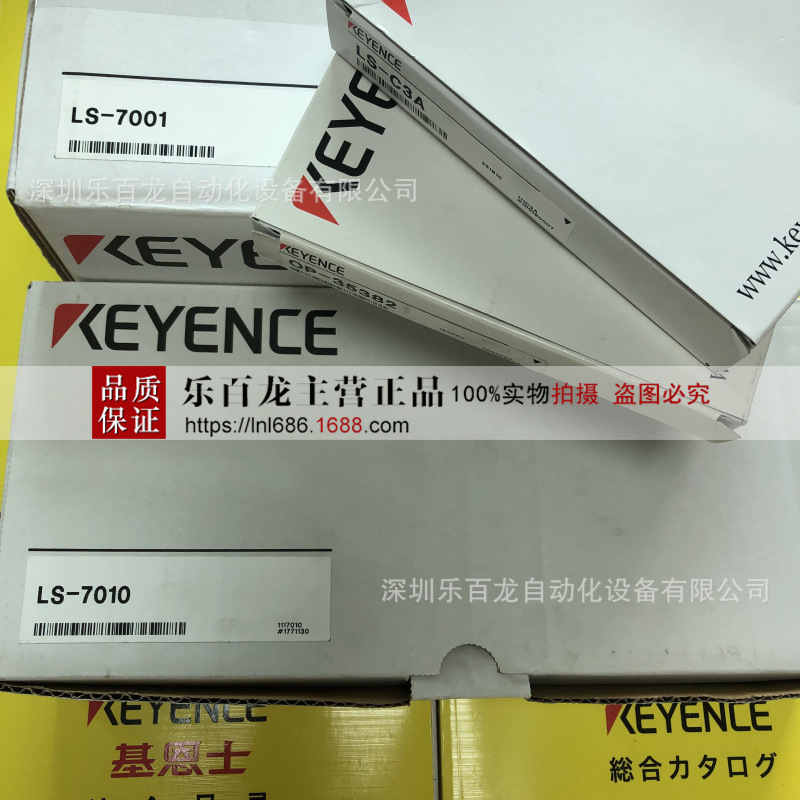 KEYENCE
LS-C3A
KEYENCE
www.key
LS-7001
深圳乐百龙自动化设备有限公司
KEYENCE
KEYENCE
OP-35382
KEYENCE
品质
保证
乐百龙主营正品 100%实物拍摄 盗图必究
https://lnl686.1688.com
LS-7010
1117010
#1771130
深圳乐百龙自动化设备有限公司
KEYENCE
基恩士
KEYENCE
総合カタログ